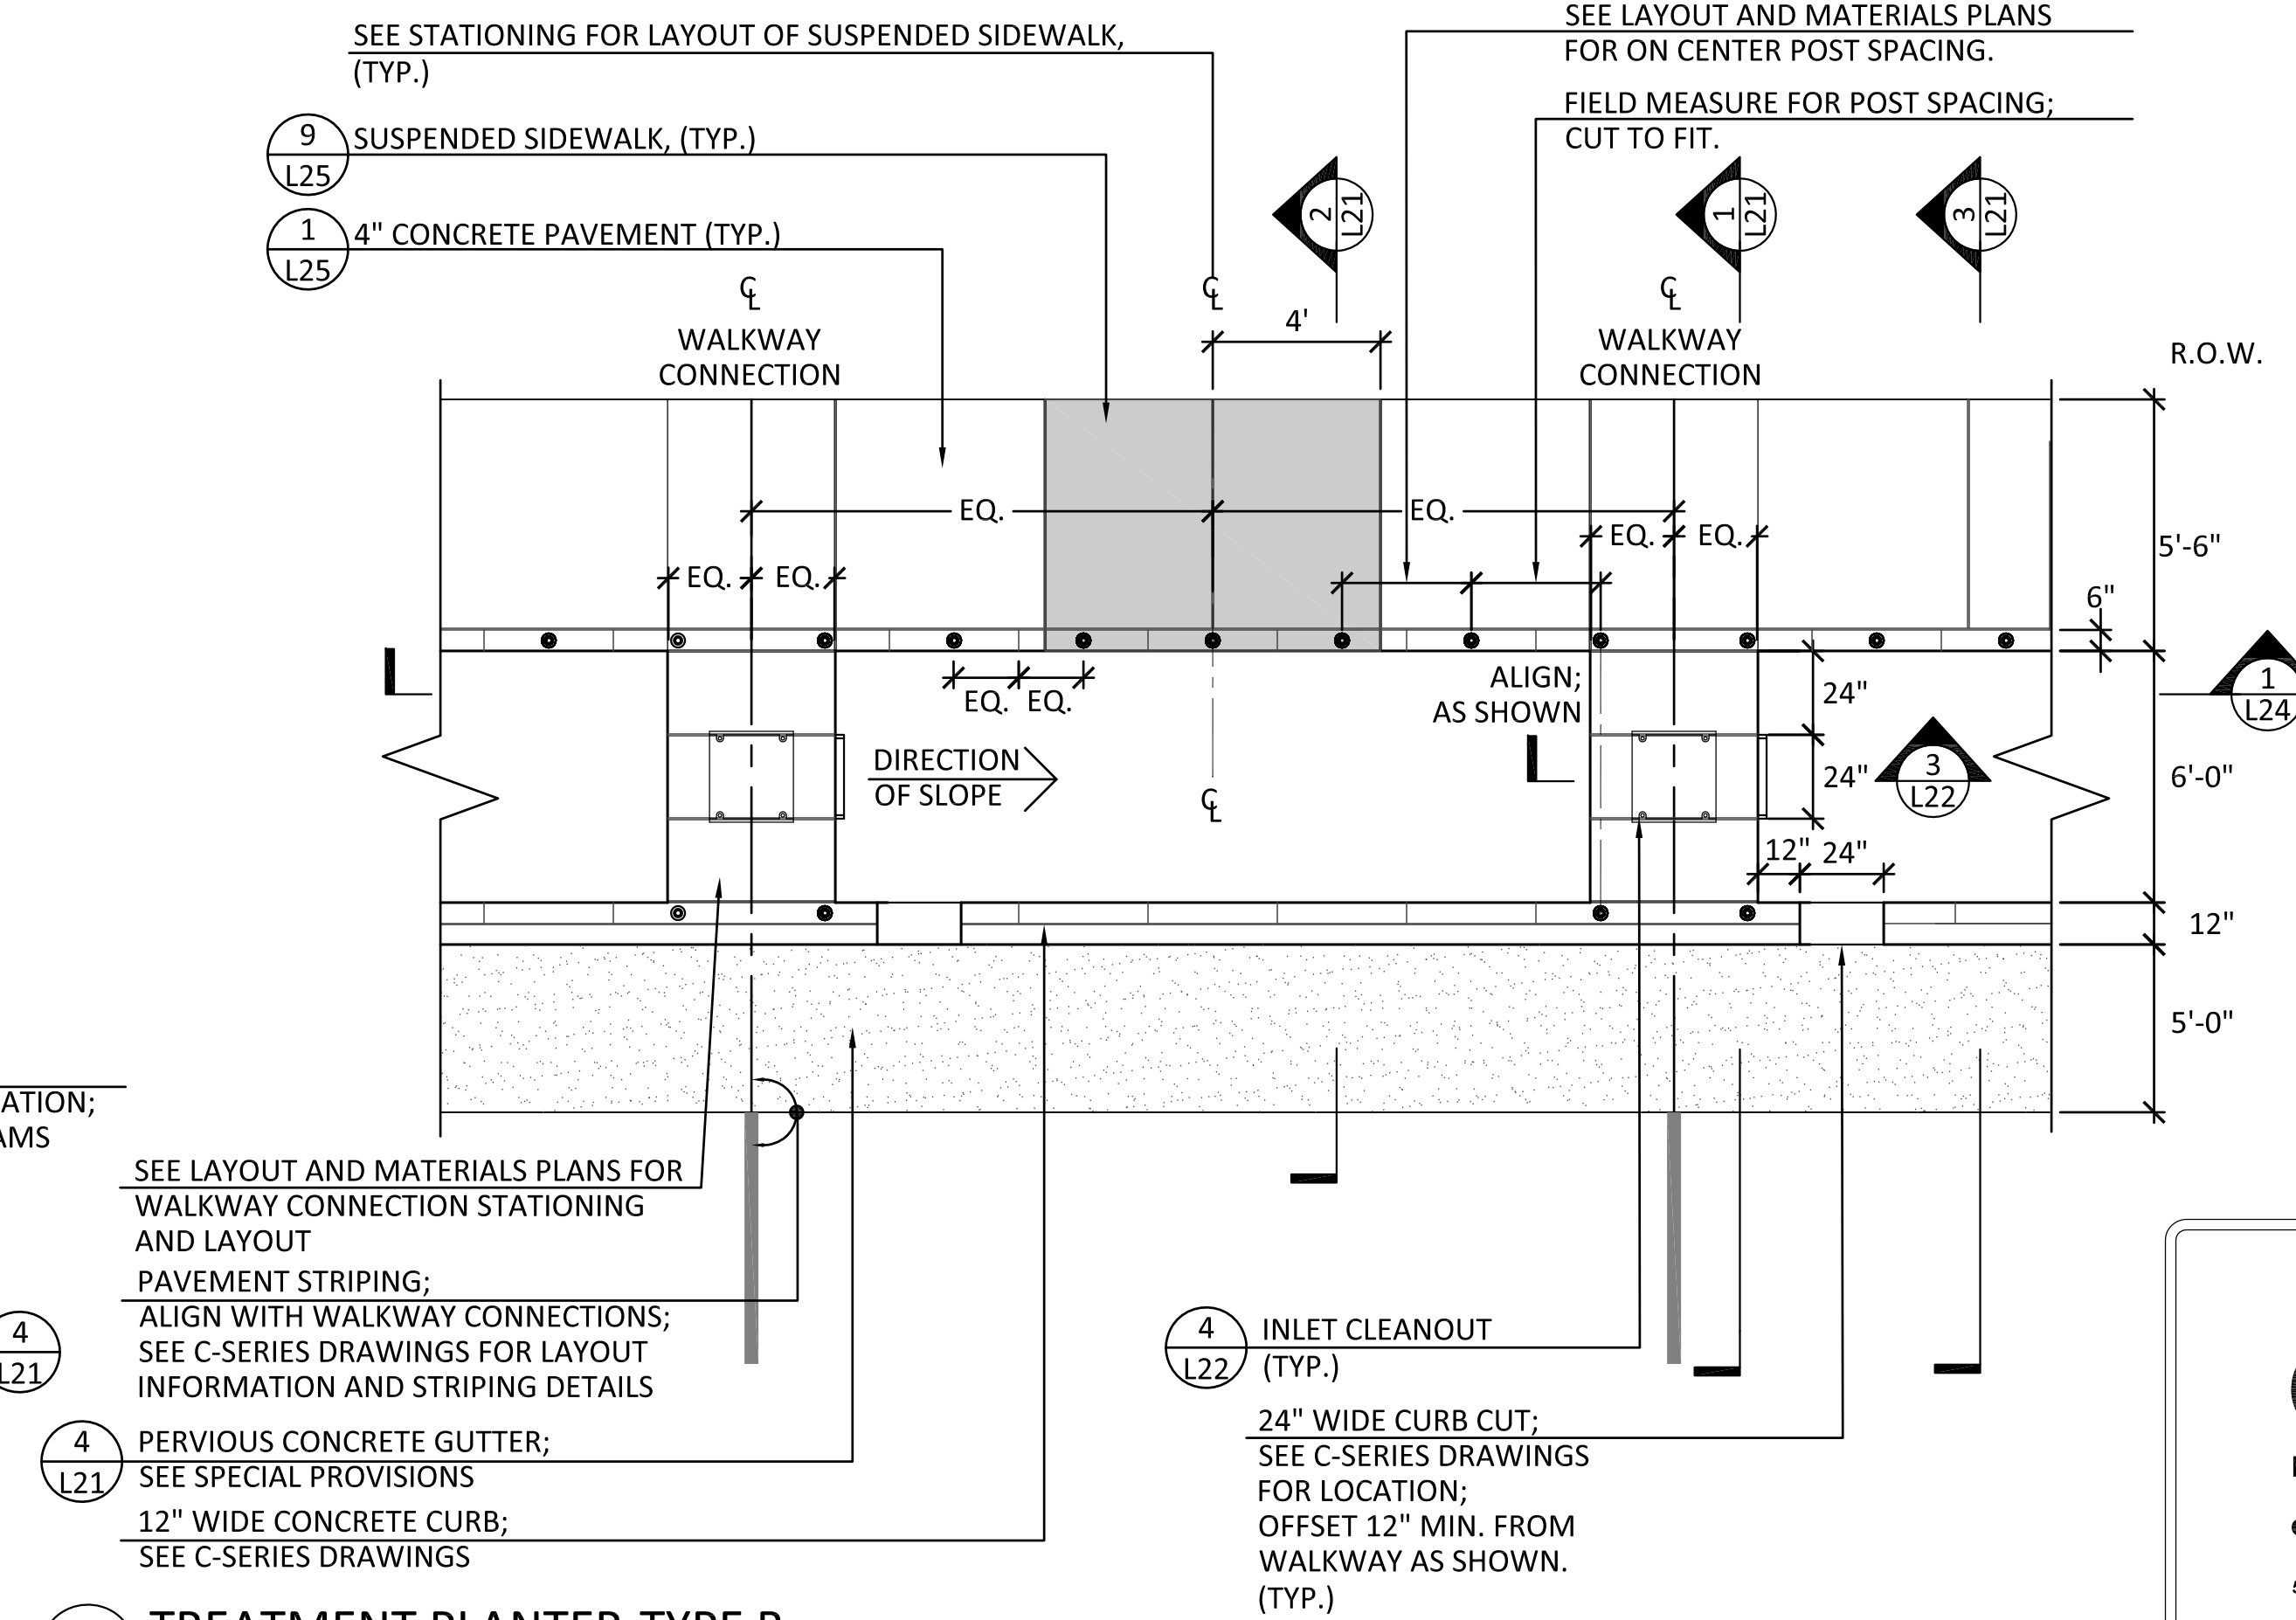 SEE STATIONING FOR LAYOUT OF SUSPENDED SIDEWALK,
(TYP.)
SEE LAYOUT AND MATERIALS PLANS
FOR ON CENTER POST SPACING.
FIELD MEASURE FOR POST SPACING;
CUT TO FIT.
9
L25
SUSPENDED SIDEWALK, (TYP.)
1
L25
4" CONCRETE PAVEMENT (TYP.)
2
L21
1
L21
3
L21
℄
WALKWAY
CONNECTION
℄
4'
℄
WALKWAY
CONNECTION
R.O.W.
EQ.
EQ.
EQ.
EQ.
EQ.
EQ.
5'-6"
6"
EQ.
EQ.
ALIGN;
AS SHOWN
24"
1
L24
DIRECTION
OF SLOPE
℄
24"
3
L22
6'-0"
12"
24"
12"
5'-0"
ATION;
AMS
SEE LAYOUT AND MATERIALS PLANS FOR
WALKWAY CONNECTION STATIONING
AND LAYOUT
PAVEMENT STRIPING;
ALIGN WITH WALKWAY CONNECTIONS;
SEE C-SERIES DRAWINGS FOR LAYOUT
INFORMATION AND STRIPING DETAILS
4
L21
4
L21
PERVIOUS CONCRETE GUTTER;
SEE SPECIAL PROVISIONS
12" WIDE CONCRETE CURB;
SEE C-SERIES DRAWINGS
4
L22
INLET CLEANOUT
(TYP.)
24" WIDE CURB CUT;
SEE C-SERIES DRAWINGS
FOR LOCATION;
OFFSET 12" MIN. FROM
WALKWAY AS SHOWN.
(TYP.)
TREATMENT PLANTER-TYPE B